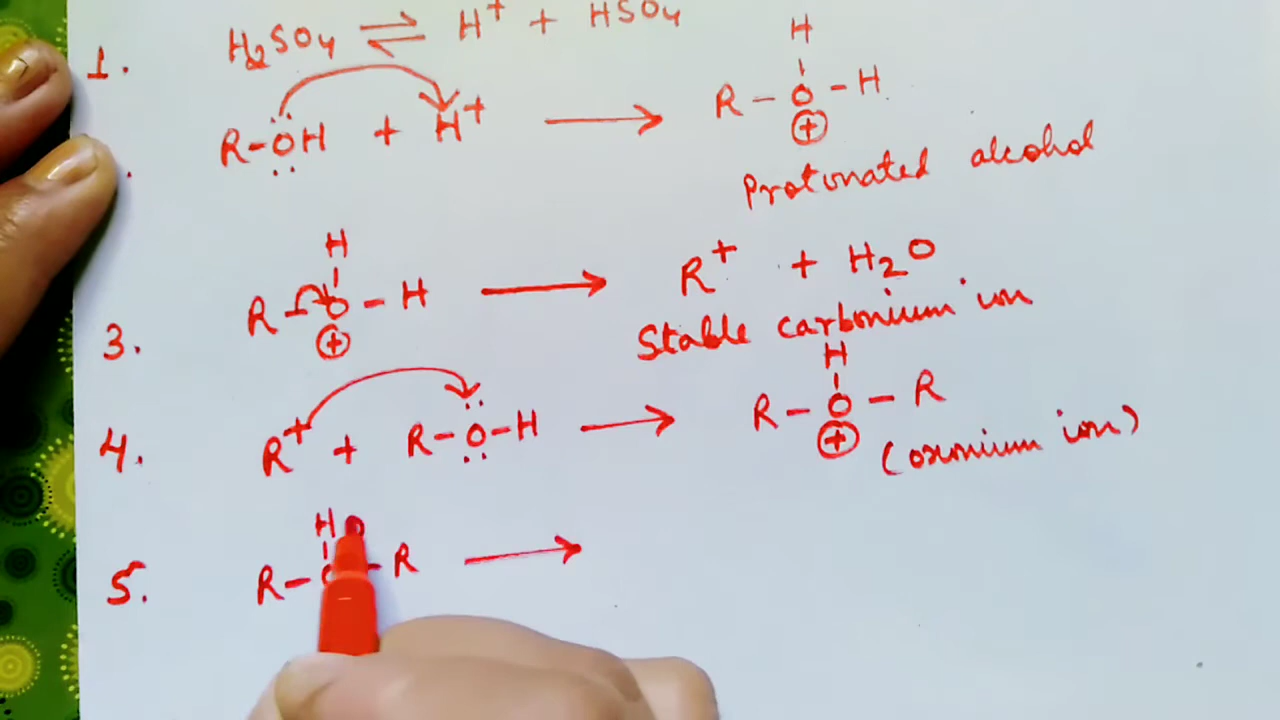 1. H₂SO₄ ⇌ H⁺ + HSO₄
H
R-ÖH + H⁺ → R-O-H
⊕
Protonated alcohol
H
3. R-O-H → R⁺ + H₂O
⊕
Stable carbonium ion
H
4. R⁺ + R-Ö-H → R-O-R
⊕ (oxonium ion)
H
5. R-O-R →